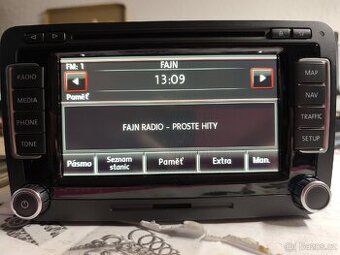 FM: 1
FAJN
13:09
Paměť
FAJN RADIO - PROSTE HITY
Pásmo
Seznam stanic
Paměť
Extra
Man.
RADIO
MEDIA
PHONE
TONE
MAP
NAV
TRAFFIC
SETUP